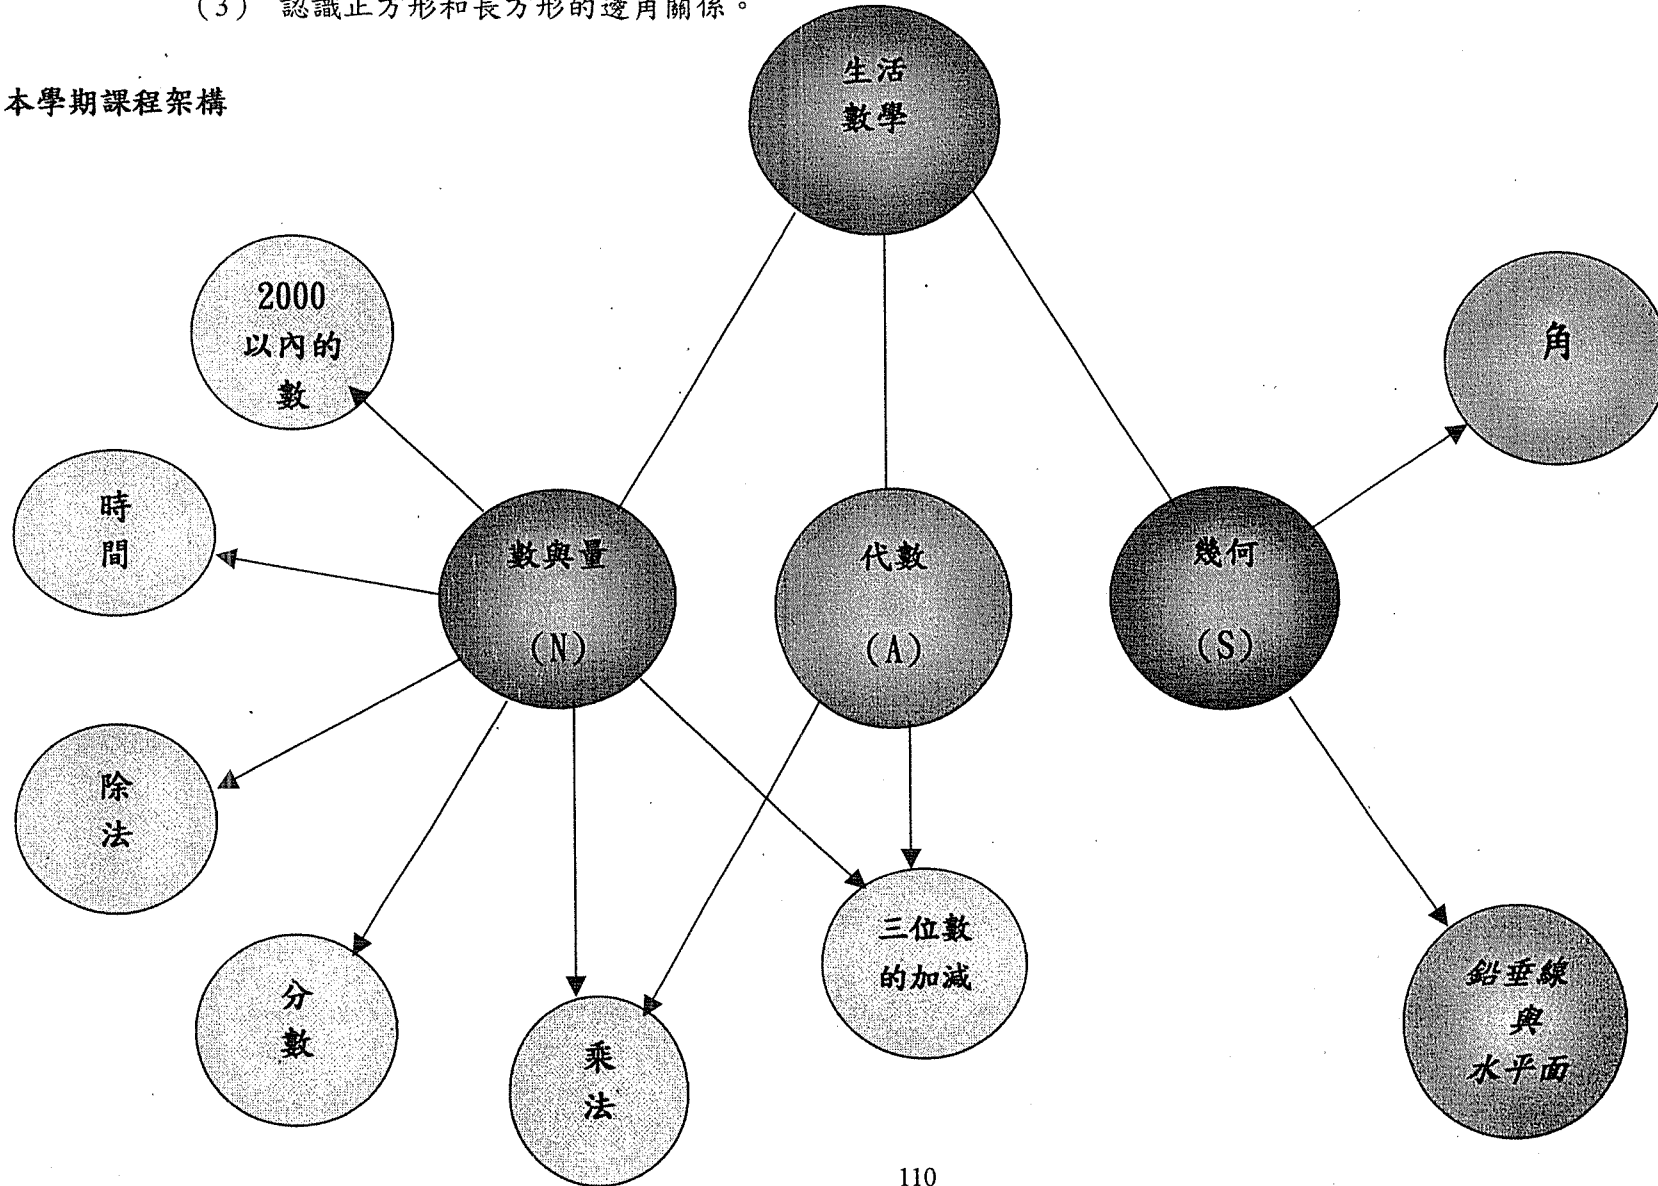 (3) 認識正方形和長方形的邊角關係。
本學期課程架構
生活
數學
2000
以內的
數
角
時
間
數與量
(N)
代數
(A)
幾何
(S)
除
法
三位數
的加減
分
數
乘
法
鉛垂線
與
水平面
110